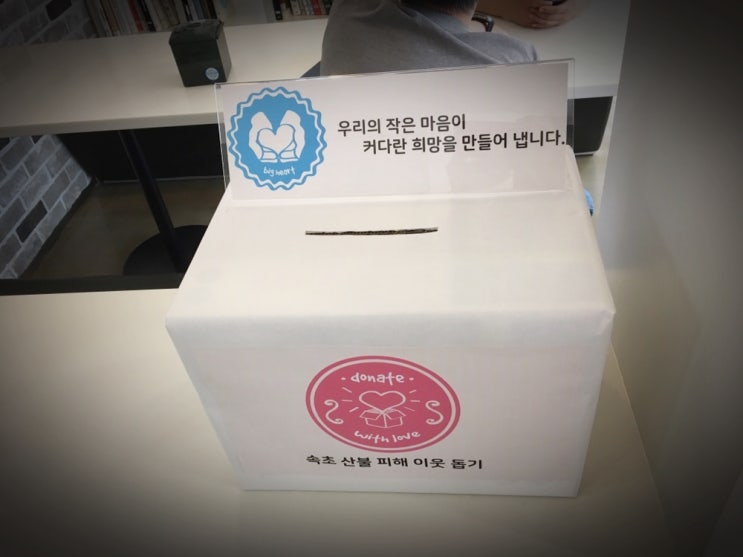 우리의 작은 마음이
커다란 희망을 만들어 냅니다.
big heart
donate
with love
속초 산불 피해 이웃 돕기